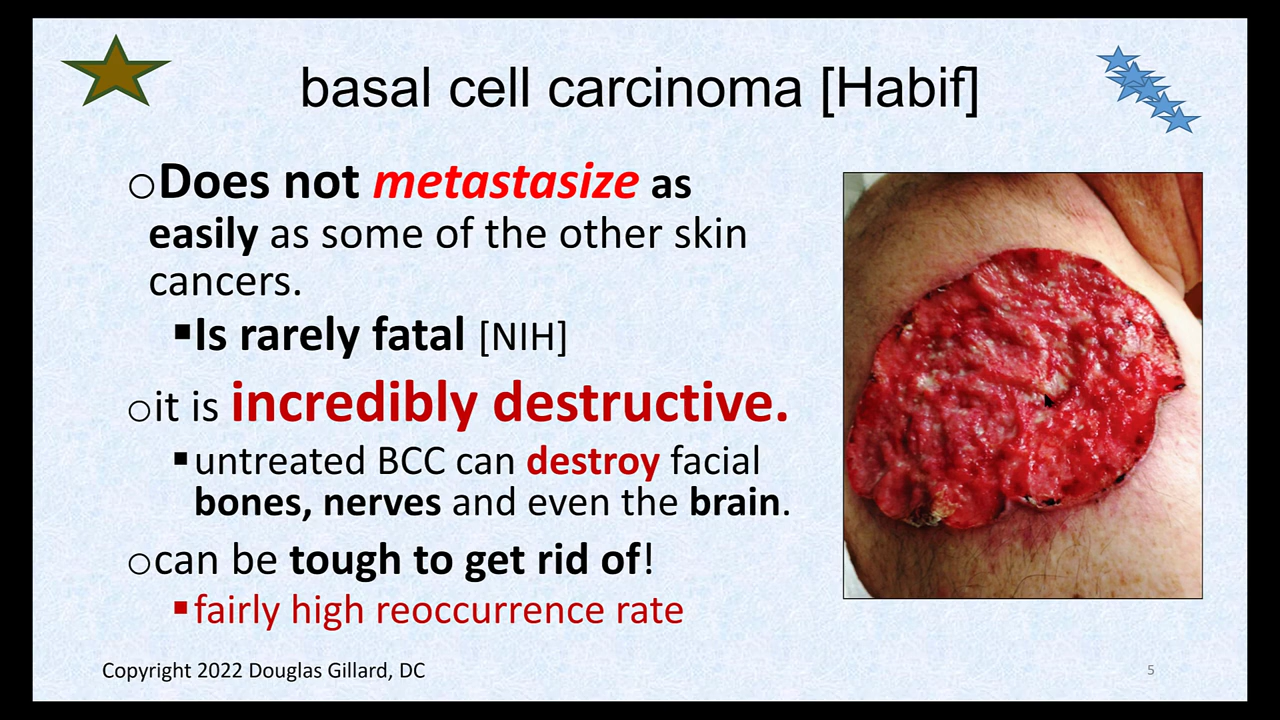 basal cell carcinoma [Habif]
○Does not metastasize as
easily as some of the other skin
cancers.
▪Is rarely fatal [NIH]
○it is incredibly destructive.
▪untreated BCC can destroy facial
bones, nerves and even the brain.
○can be tough to get rid of!
▪fairly high reoccurrence rate
Copyright 2022 Douglas Gillard, DC
5